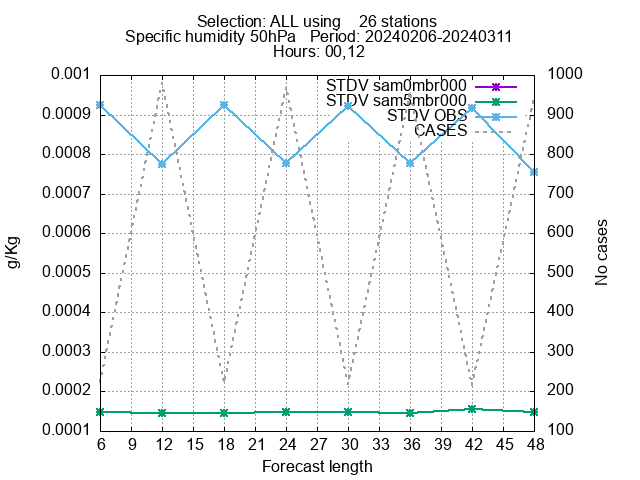 Selection: ALL using    26 stations
Specific humidity 50hPa   Period: 20240206-20240311
Hours: 00,12
STDV sam0mbr000
STDV sam5mbr000
STDV OBS
CASES
g/Kg
0.001
0.0009
0.0008
0.0007
0.0006
0.0005
0.0004
0.0003
0.0002
0.0001
1000
900
800
700
600
500
400
300
200
100
No cases
6 9 12 15 18 21 24 27 30 33 36 39 42 45 48
Forecast length